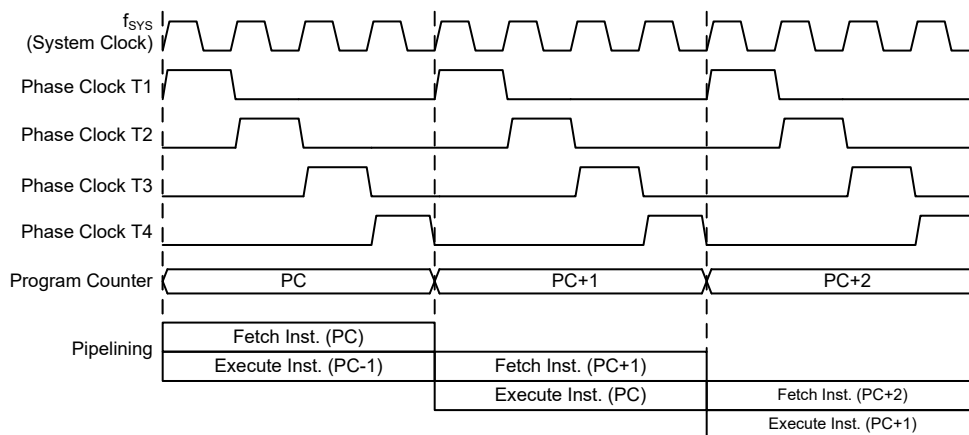 fSYS
(System Clock)
Phase Clock T1
Phase Clock T2
Phase Clock T3
Phase Clock T4
Program Counter PC PC+1 PC+2
Pipelining
Fetch Inst. (PC)
Execute Inst. (PC-1) Fetch Inst. (PC+1)
Execute Inst. (PC) Fetch Inst. (PC+2)
Execute Inst. (PC+1)